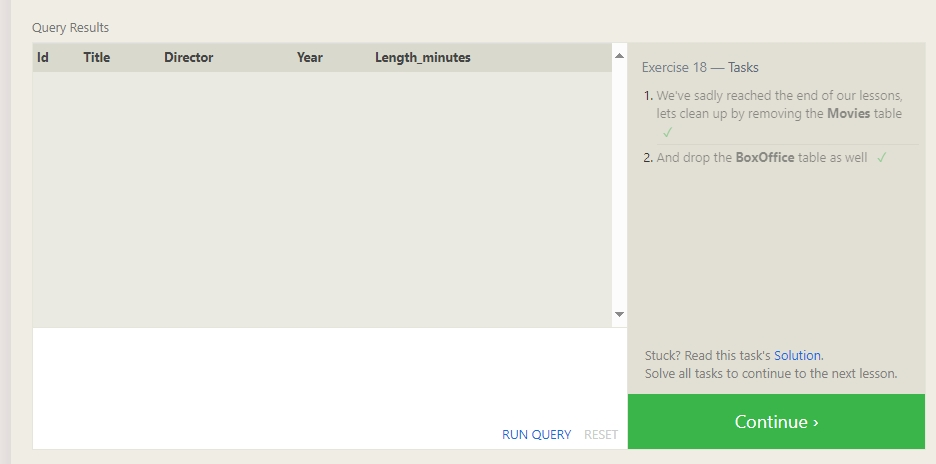 Query Results
Id Title Director Year Length_minutes
Exercise 18 — Tasks
1. We've sadly reached the end of our lessons,
lets clean up by removing the Movies table
✓
2. And drop the BoxOffice table as well ✓
Stuck? Read this task's Solution.
Solve all tasks to continue to the next lesson.
RUN QUERY RESET
Continue ›